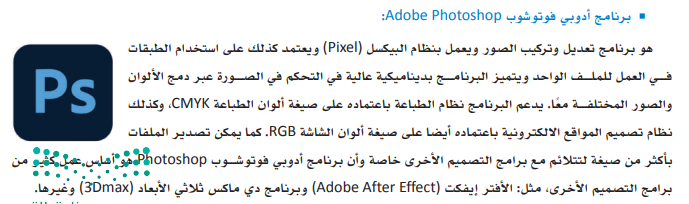 ▪ برنامج أدوبي فوتوشوب Adobe Photoshop:
هو برنامج تعديل وتركيب الصور ويعمل بنظام البيكسل (Pixel) ويعتمد كذلك على استخدام الطبقات
في العمل للملف الواحد ويتميز البرنامج بديناميكية عالية في التحكم في الصورة عبر دمج الألوان
والصور المختلفة معًا. يدعم البرنامج نظام الطباعة باعتماده على صيغة ألوان الطباعة CMYK، وكذلك
نظام تصميم المواقع الالكترونية باعتماده أيضا على صيغة ألوان الشاشة RGB. كما يمكن تصدير الملفات
بأكثر من صيغة لتتلائم مع برامج التصميم الأخرى خاصة وأن برنامج أدوبي فوتوشوب Photoshop هو أساس عمل كثير من
برامج التصميم الأخرى، مثل: الأفتر إيفكت (Adobe After Effect) وبرنامج دي ماكس ثلاثي الأبعاد (3Dmax) وغيرها.
Ps